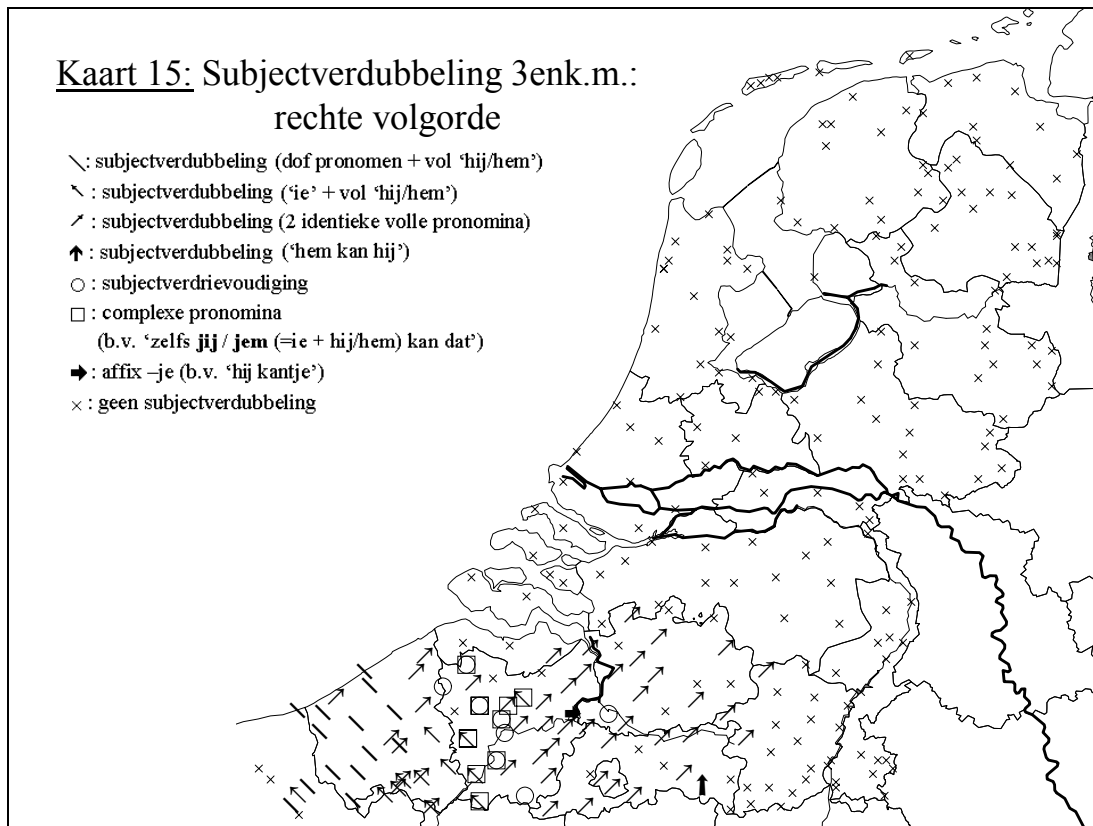 Kaart 15: Subjectverdubbeling 3enk.m.:
rechte volgorde
: subjectverdubbeling (dof pronomen + vol ‘hij/hem’)
: subjectverdubbeling (‘ie’ + vol ‘hij/hem’)
: subjectverdubbeling (2 identieke volle pronomina)
: subjectverdubbeling (‘hem kan hij’)
: subjectverdrievoudiging
: complexe pronomina
(b.v. ‘zelfs jij / jem (=ie + hij/hem) kan dat’)
: affix –je (b.v. ‘hij kantje’)
: geen subjectverdubbeling